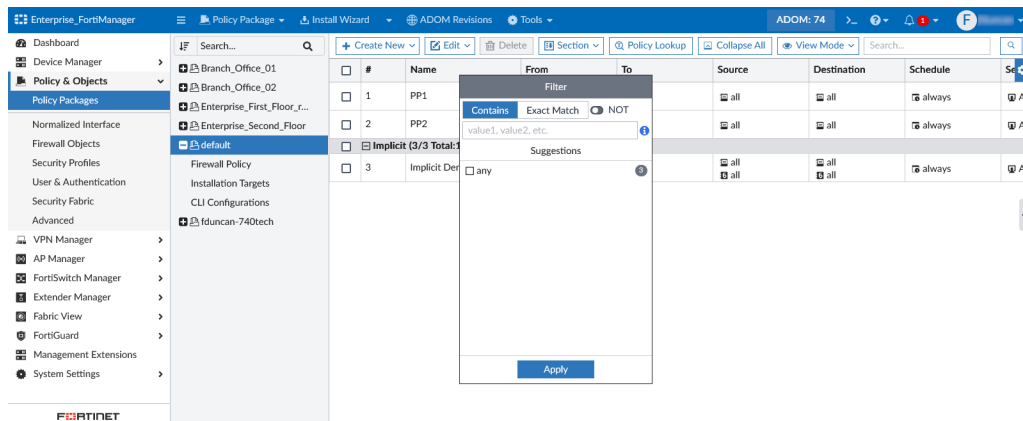 Enterprise_FortiManager
Policy Package
Install Wizard
ADOM Revisions
Tools
ADOM: 74
>_
?
1
F
Dashboard
Device Manager
Policy & Objects
Policy Packages
Normalized Interface
Firewall Objects
Security Profiles
User & Authentication
Security Fabric
Advanced
VPN Manager
AP Manager
FortiSwitch Manager
Extender Manager
Fabric View
FortiGuard
Management Extensions
System Settings
FORTINET
Search...
Branch_Office_01
Branch_Office_02
Enterprise_First_Floor_r...
Enterprise_Second_Floor
default
Firewall Policy
Installation Targets
CLI Configurations
fduncan-740tech
+ Create New
Edit
Delete
Section
Policy Lookup
Collapse All
View Mode
Search...
# Name From To Source Destination Schedule Se
1 PP1 all all always A
2 PP2 all all always A
Implicit (3/3 Total:1
3 Implicit Der all all always A
all all
Filter
Contains Exact Match NOT
value1, value2, etc.
Suggestions
any 3
Apply